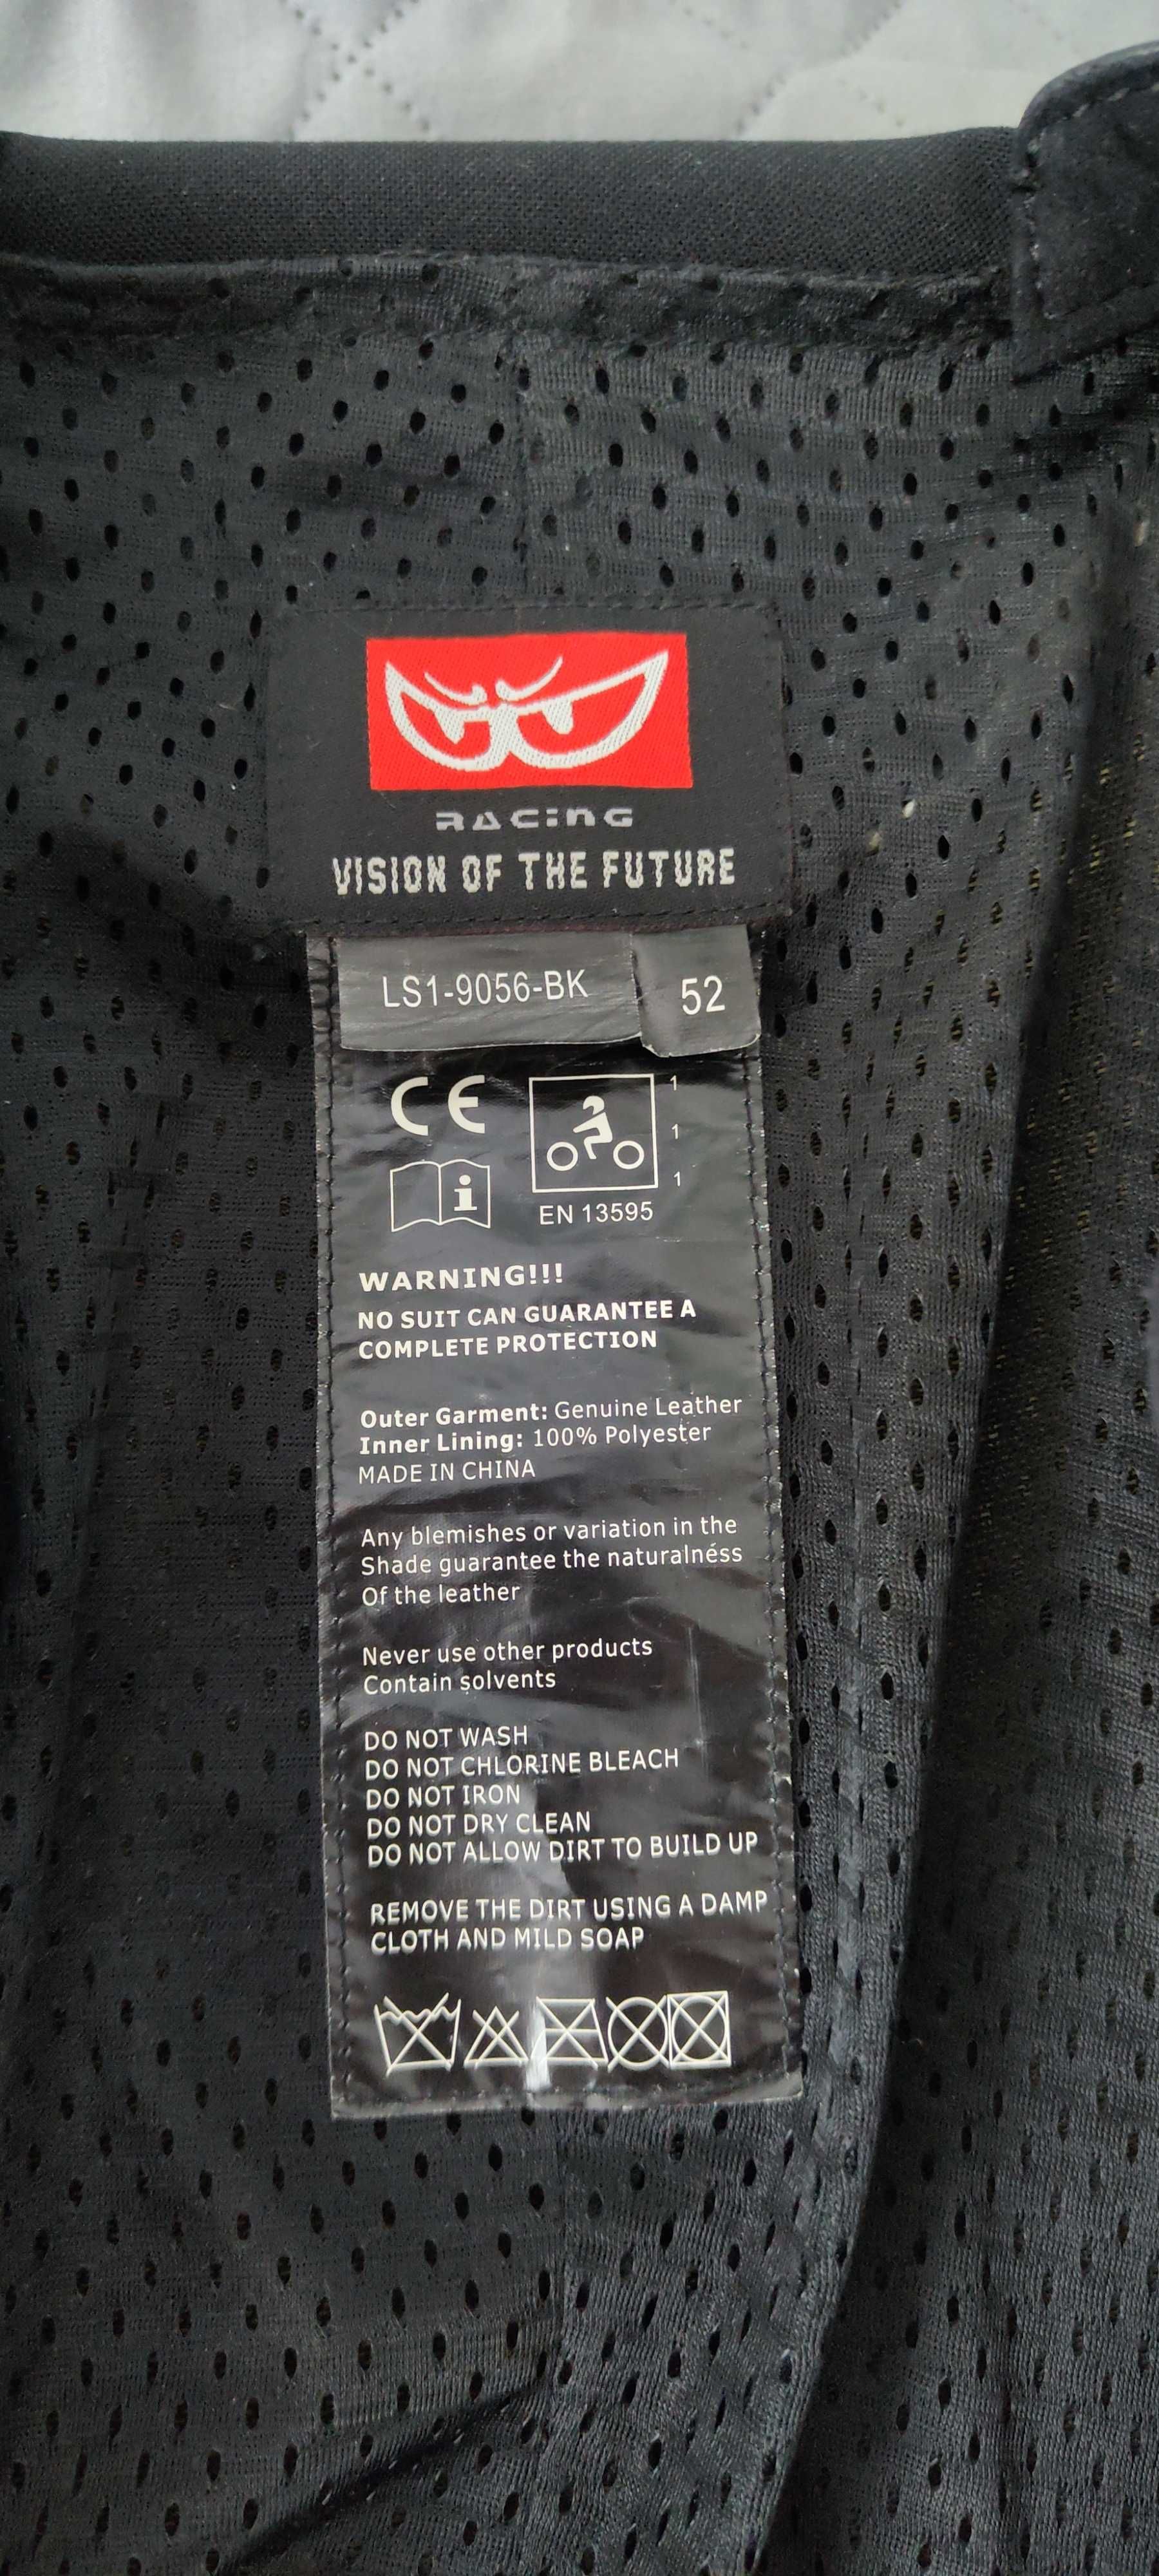 RACING
VISION OF THE FUTURE
LS1-9056-BK 52
CE 1
1
1
i
EN 13595
WARNING!!!
NO SUIT CAN GUARANTEE A
COMPLETE PROTECTION
Outer Garment: Genuine Leather
Inner Lining: 100% Polyester
MADE IN CHINA
Any blemishes or variation in the
Shade guarantee the naturalnéss
Of the leather
Never use other products
Contain solvents
DO NOT WASH
DO NOT CHLORINE BLEACH
DO NOT IRON
DO NOT DRY CLEAN
DO NOT ALLOW DIRT TO BUILD UP
REMOVE THE DIRT USING A DAMP
CLOTH AND MILD SOAP